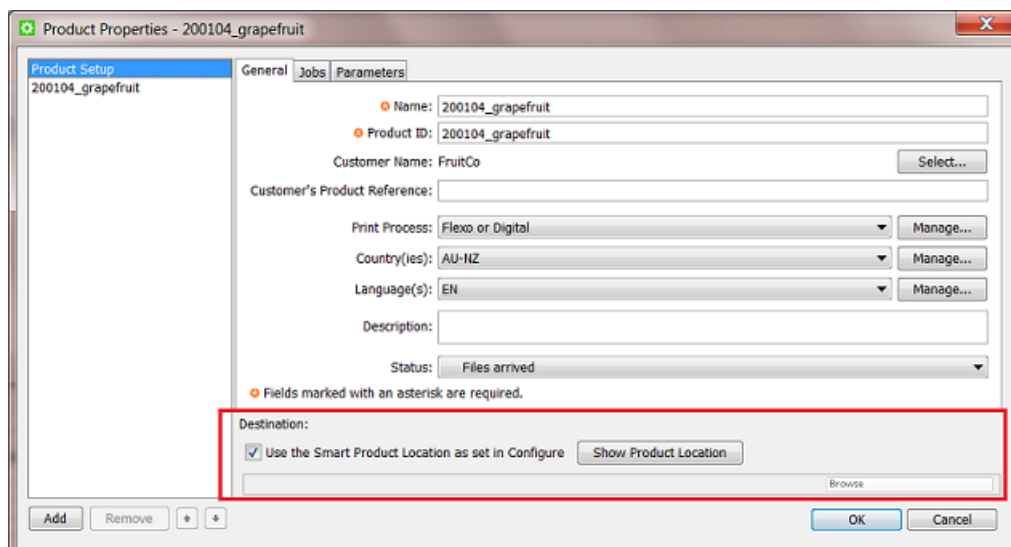 Product Properties - 200104_grapefruit
Product Setup
200104_grapefruit
General Jobs Parameters
Name: 200104_grapefruit
Product ID: 200104_grapefruit
Customer Name: FruitCo Select...
Customer's Product Reference:
Print Process: Flexo or Digital Manage...
Country(ies): AU-NZ Manage...
Language(s): EN Manage...
Description:
Status: Files arrived
Fields marked with an asterisk are required.
Destination:
Use the Smart Product Location as set in Configure Show Product Location
Browse
Add Remove OK Cancel